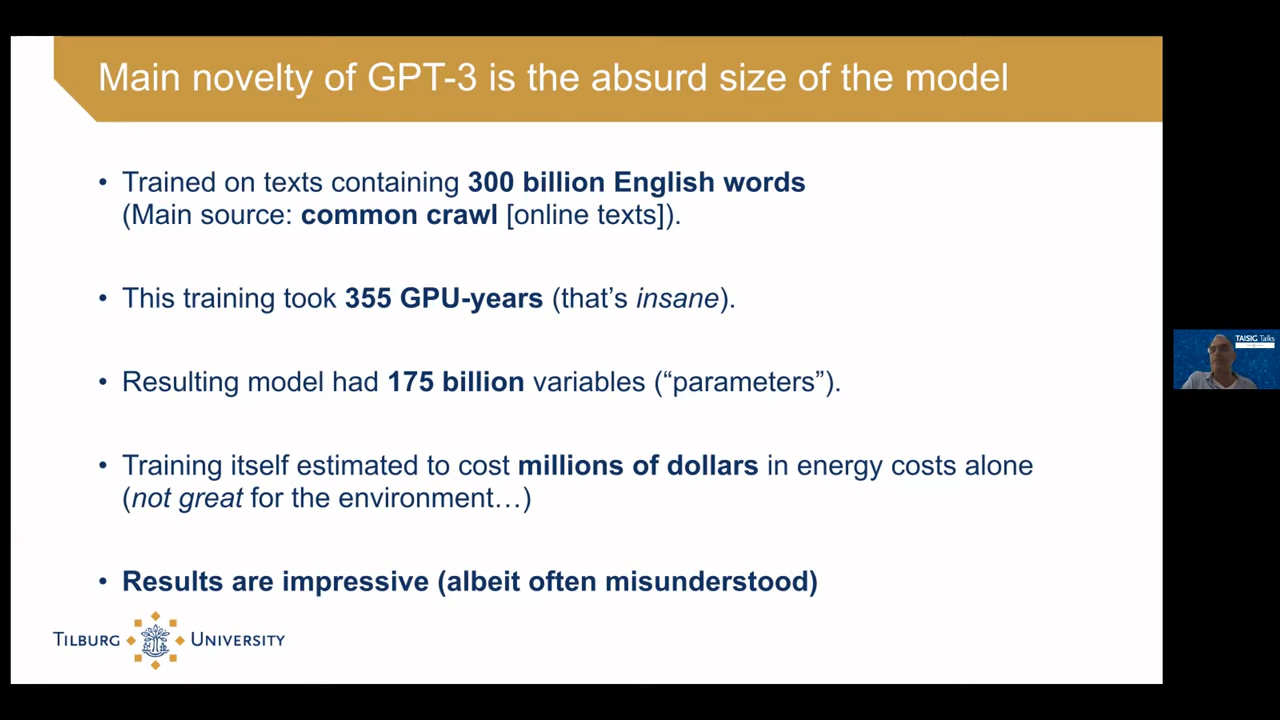 Main novelty of GPT-3 is the absurd size of the model
• Trained on texts containing 300 billion English words
(Main source: common crawl [online texts]).
• This training took 355 GPU-years (that's insane).
• Resulting model had 175 billion variables (“parameters”).
• Training itself estimated to cost millions of dollars in energy costs alone
(not great for the environment…)
• Results are impressive (albeit often misunderstood)
TILBURG UNIVERSITY
TAISIG Talks